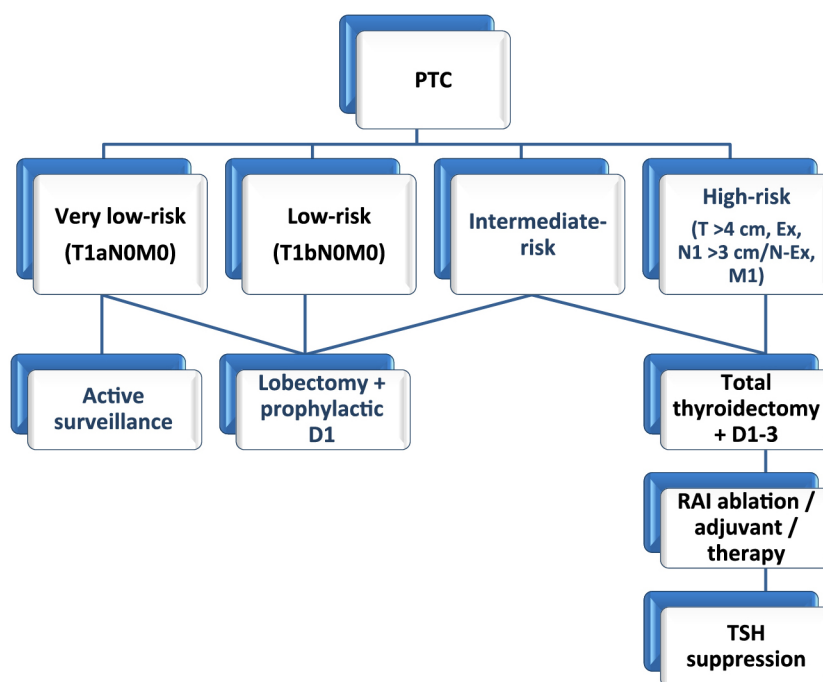 PTC
Very low-risk
(T1aN0M0)
Low-risk
(T1bN0M0)
Intermediate-
risk
High-risk
(T >4 cm, Ex,
N1 >3 cm/N-Ex,
M1)
Active
surveillance
Lobectomy +
prophylactic
D1
Total
thyroidectomy
+ D1-3
RAI ablation /
adjuvant /
therapy
TSH
suppression